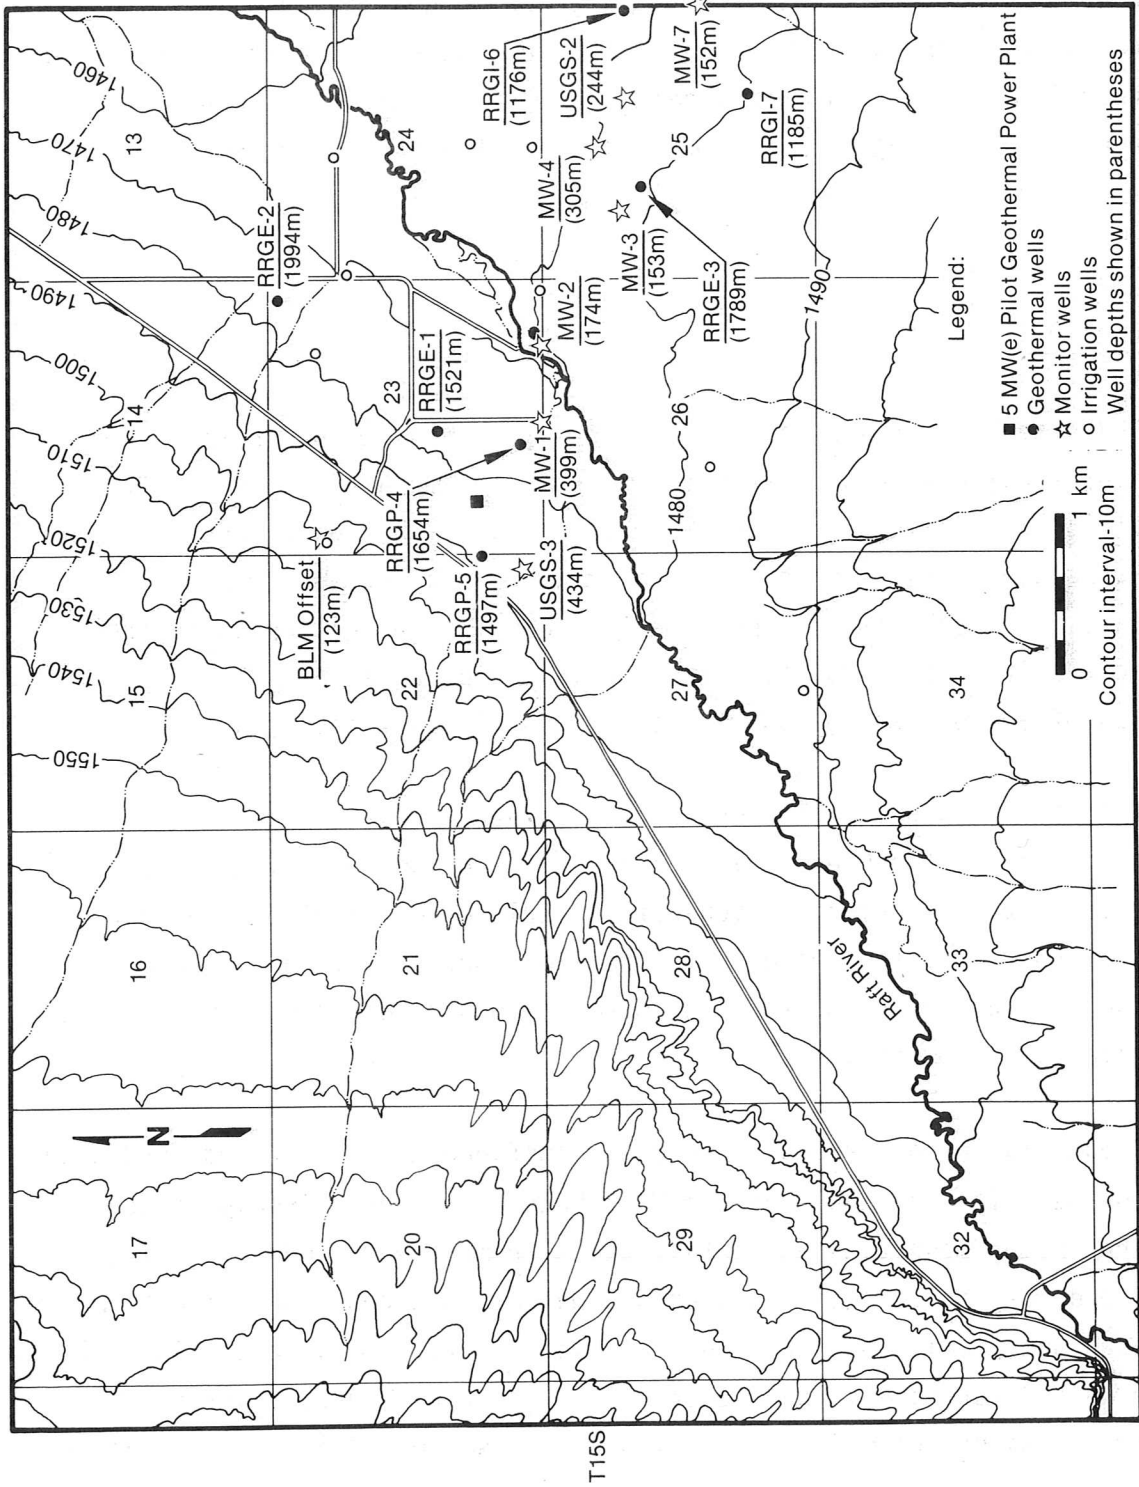 1460
1470
1480
1490
1500
1510
1520
1530
1540
1550
13
14
15
16
17
24
23
22
21
20
25
26
27
28
29
34
33
32
RRGE-2
(1994m)
RRGE-1
(1521m)
BLM Offset
(123m)
RRGP-4
(1654m)
RRGP-5
(1497m)
USGS-3
(434m)
MW-1
(399m)
MW-2
(174m)
MW-4
(305m)
RRGI-6
(1176m)
USGS-2
(244m)
MW-7
(152m)
MW-3
(153m)
RRGE-3
(1789m)
RRGI-7
(1185m)
1480
1490
Raft River
N
T15S
Legend:
■ 5 MW(e) Pilot Geothermal Power Plant
● Geothermal wells
☆ Monitor wells
○ Irrigation wells
Well depths shown in parentheses
0 1 km
Contour interval-10m